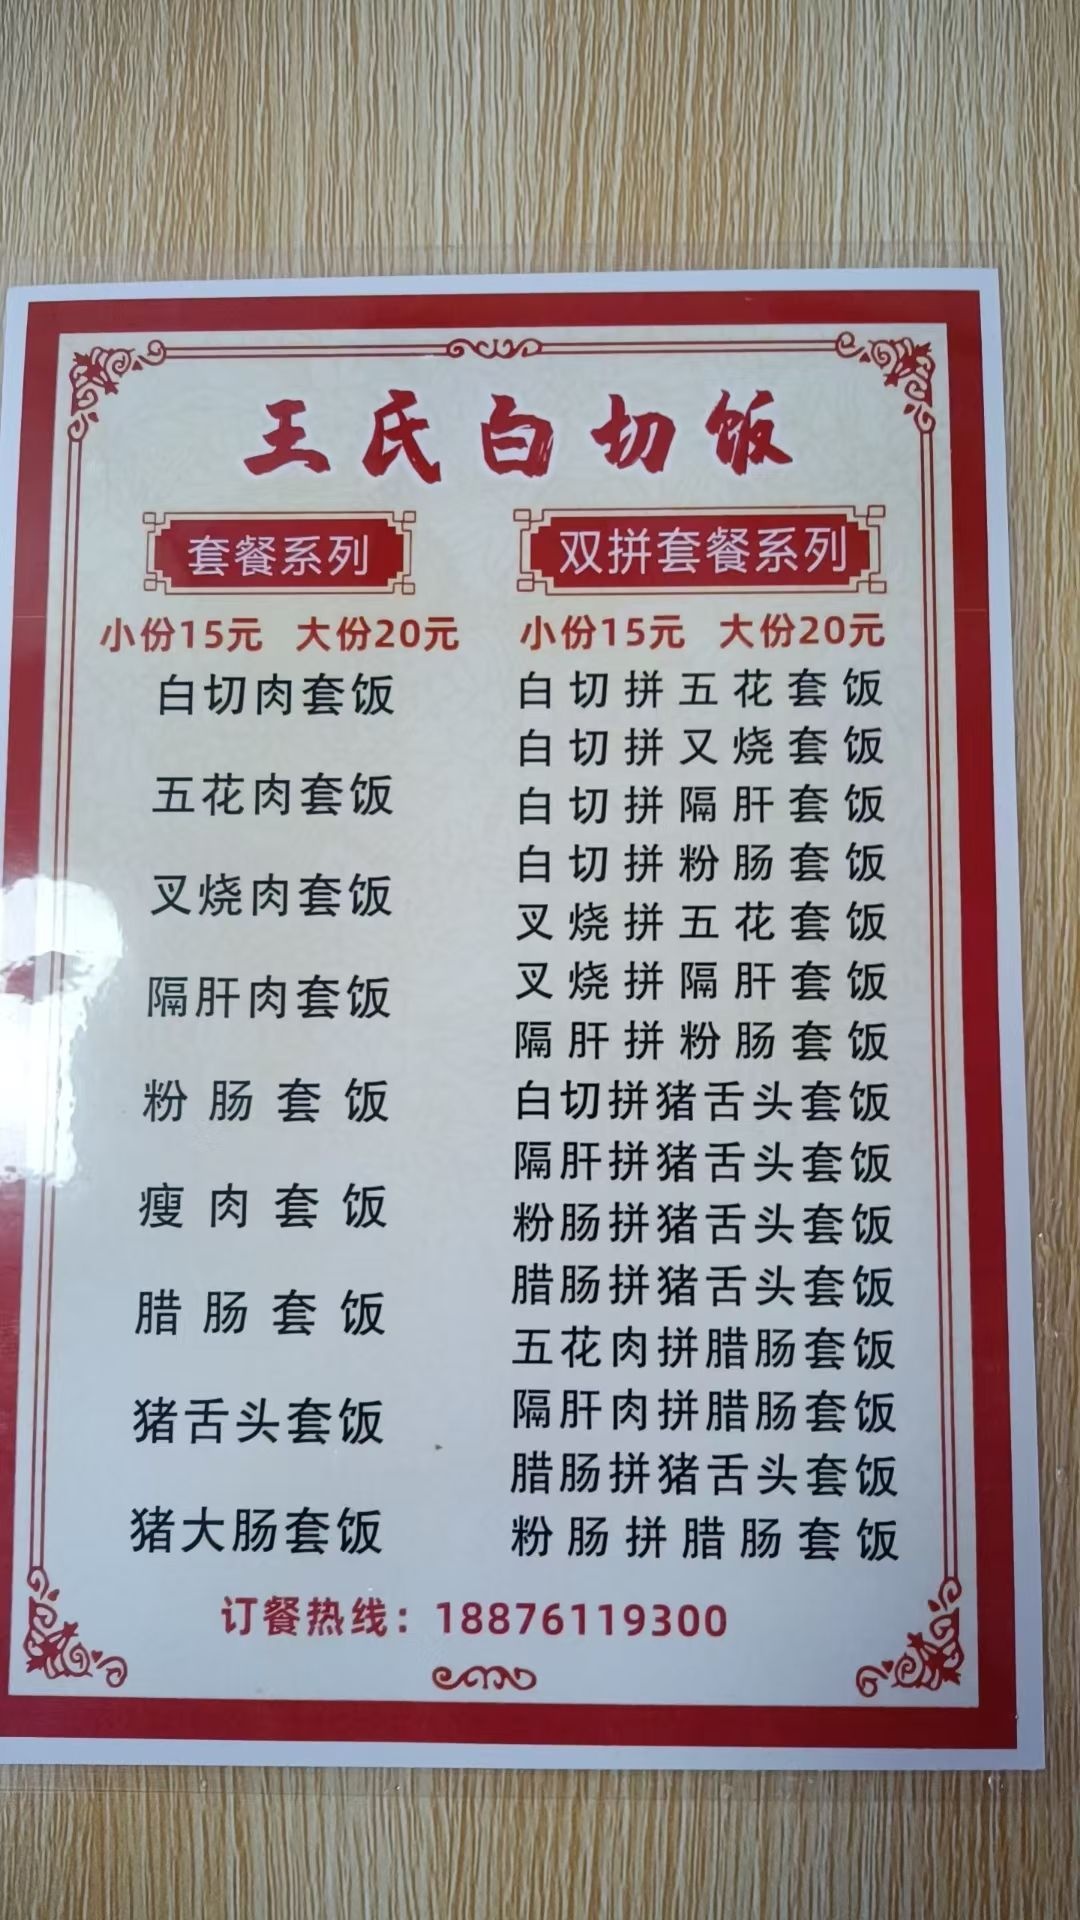 王氏白切饭
套餐系列
小份15元 大份20元
白切肉套饭
五花肉套饭
叉烧肉套饭
隔肝肉套饭
粉肠套饭
瘦肉套饭
腊肠套饭
猪舌头套饭
猪大肠套饭
双拼套餐系列
小份15元 大份20元
白切拼五花套饭
白切拼又烧套饭
白切拼隔肝套饭
白切拼粉肠套饭
叉烧拼五花套饭
叉烧拼隔肝套饭
隔肝拼粉肠套饭
白切拼猪舌头套饭
隔肝拼猪舌头套饭
粉肠拼猪舌头套饭
腊肠拼猪舌头套饭
五花肉拼腊肠套饭
隔肝肉拼腊肠套饭
腊肠拼猪舌头套饭
粉肠拼腊肠套饭
订餐热线：18876119300